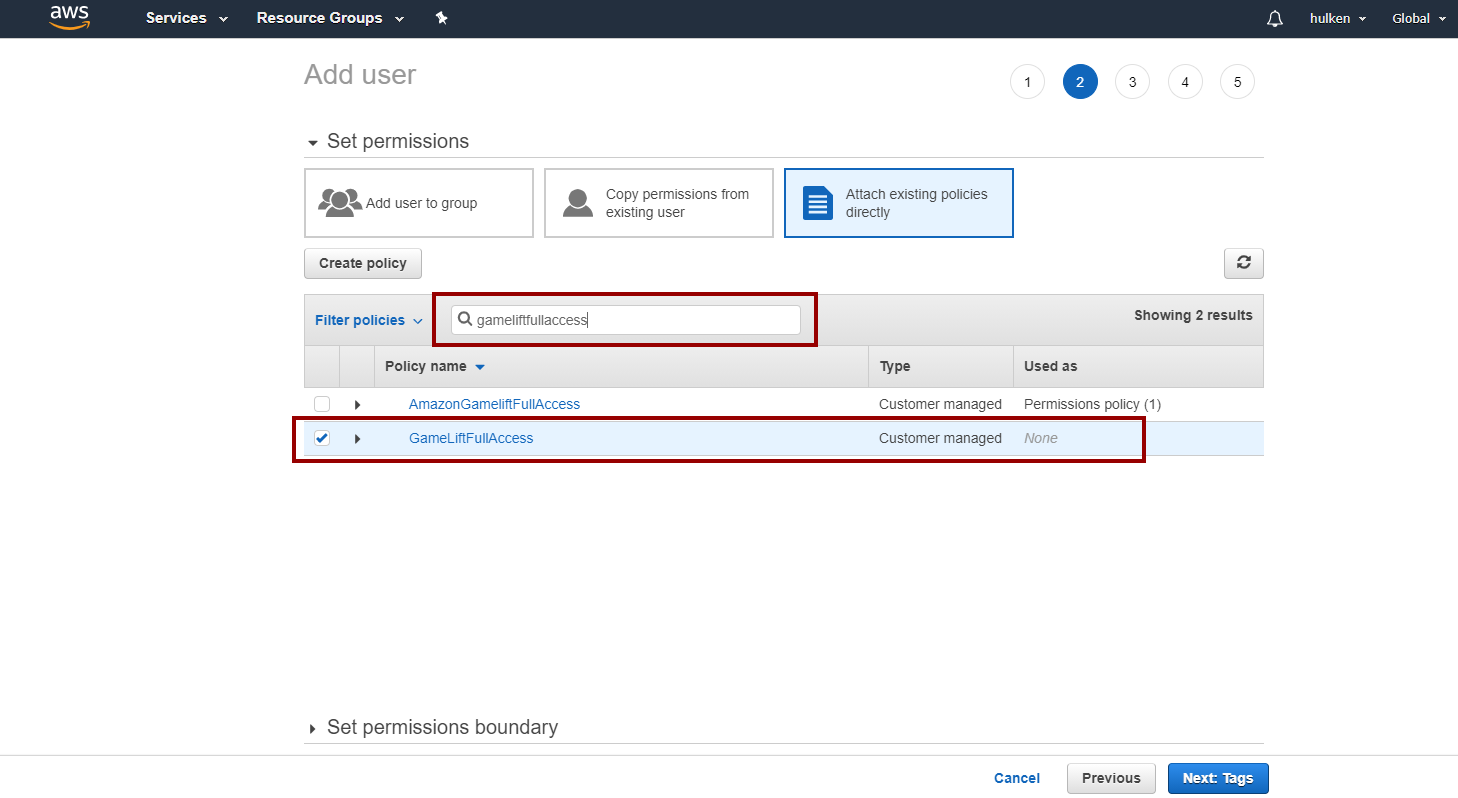 aws Services Resource Groups hulken Global
Add user
1 2 3 4 5
Set permissions
Add user to group
Copy permissions from
existing user
Attach existing policies
directly
Create policy
Filter policies gameliftfullaccess Showing 2 results
Policy name Type Used as
AmazonGameliftFullAccess Customer managed Permissions policy (1)
GameLiftFullAccess Customer managed None
Set permissions boundary
Cancel Previous Next: Tags